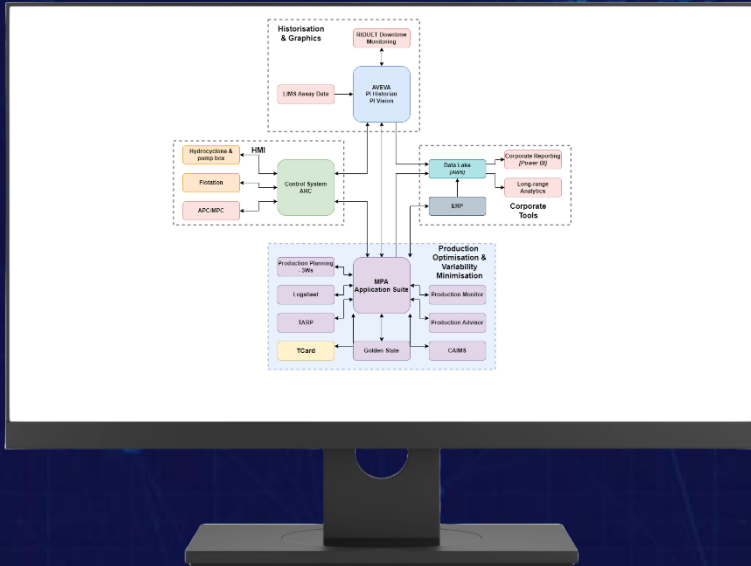 Historisation
& Graphics
RIDUET Downtime
Monitoring
LIMS Assay Data
AVEVA
PI Historian
PI Vision
HMI
Hydrocyclone &
pump box
Flotation
APC/MPC
Control System
ARC
Data Lake
(AWS)
ERP
Corporate Reporting
[Power BI]
Long-range
Analytics
Corporate
Tools
Production
Optimisation &
Variability
Minimisation
Production Planning
- 3Ws
Logsheet
TARP
TCard
MPA
Application Suite
Golden State
Production Monitor
Production Advisor
CAIMS